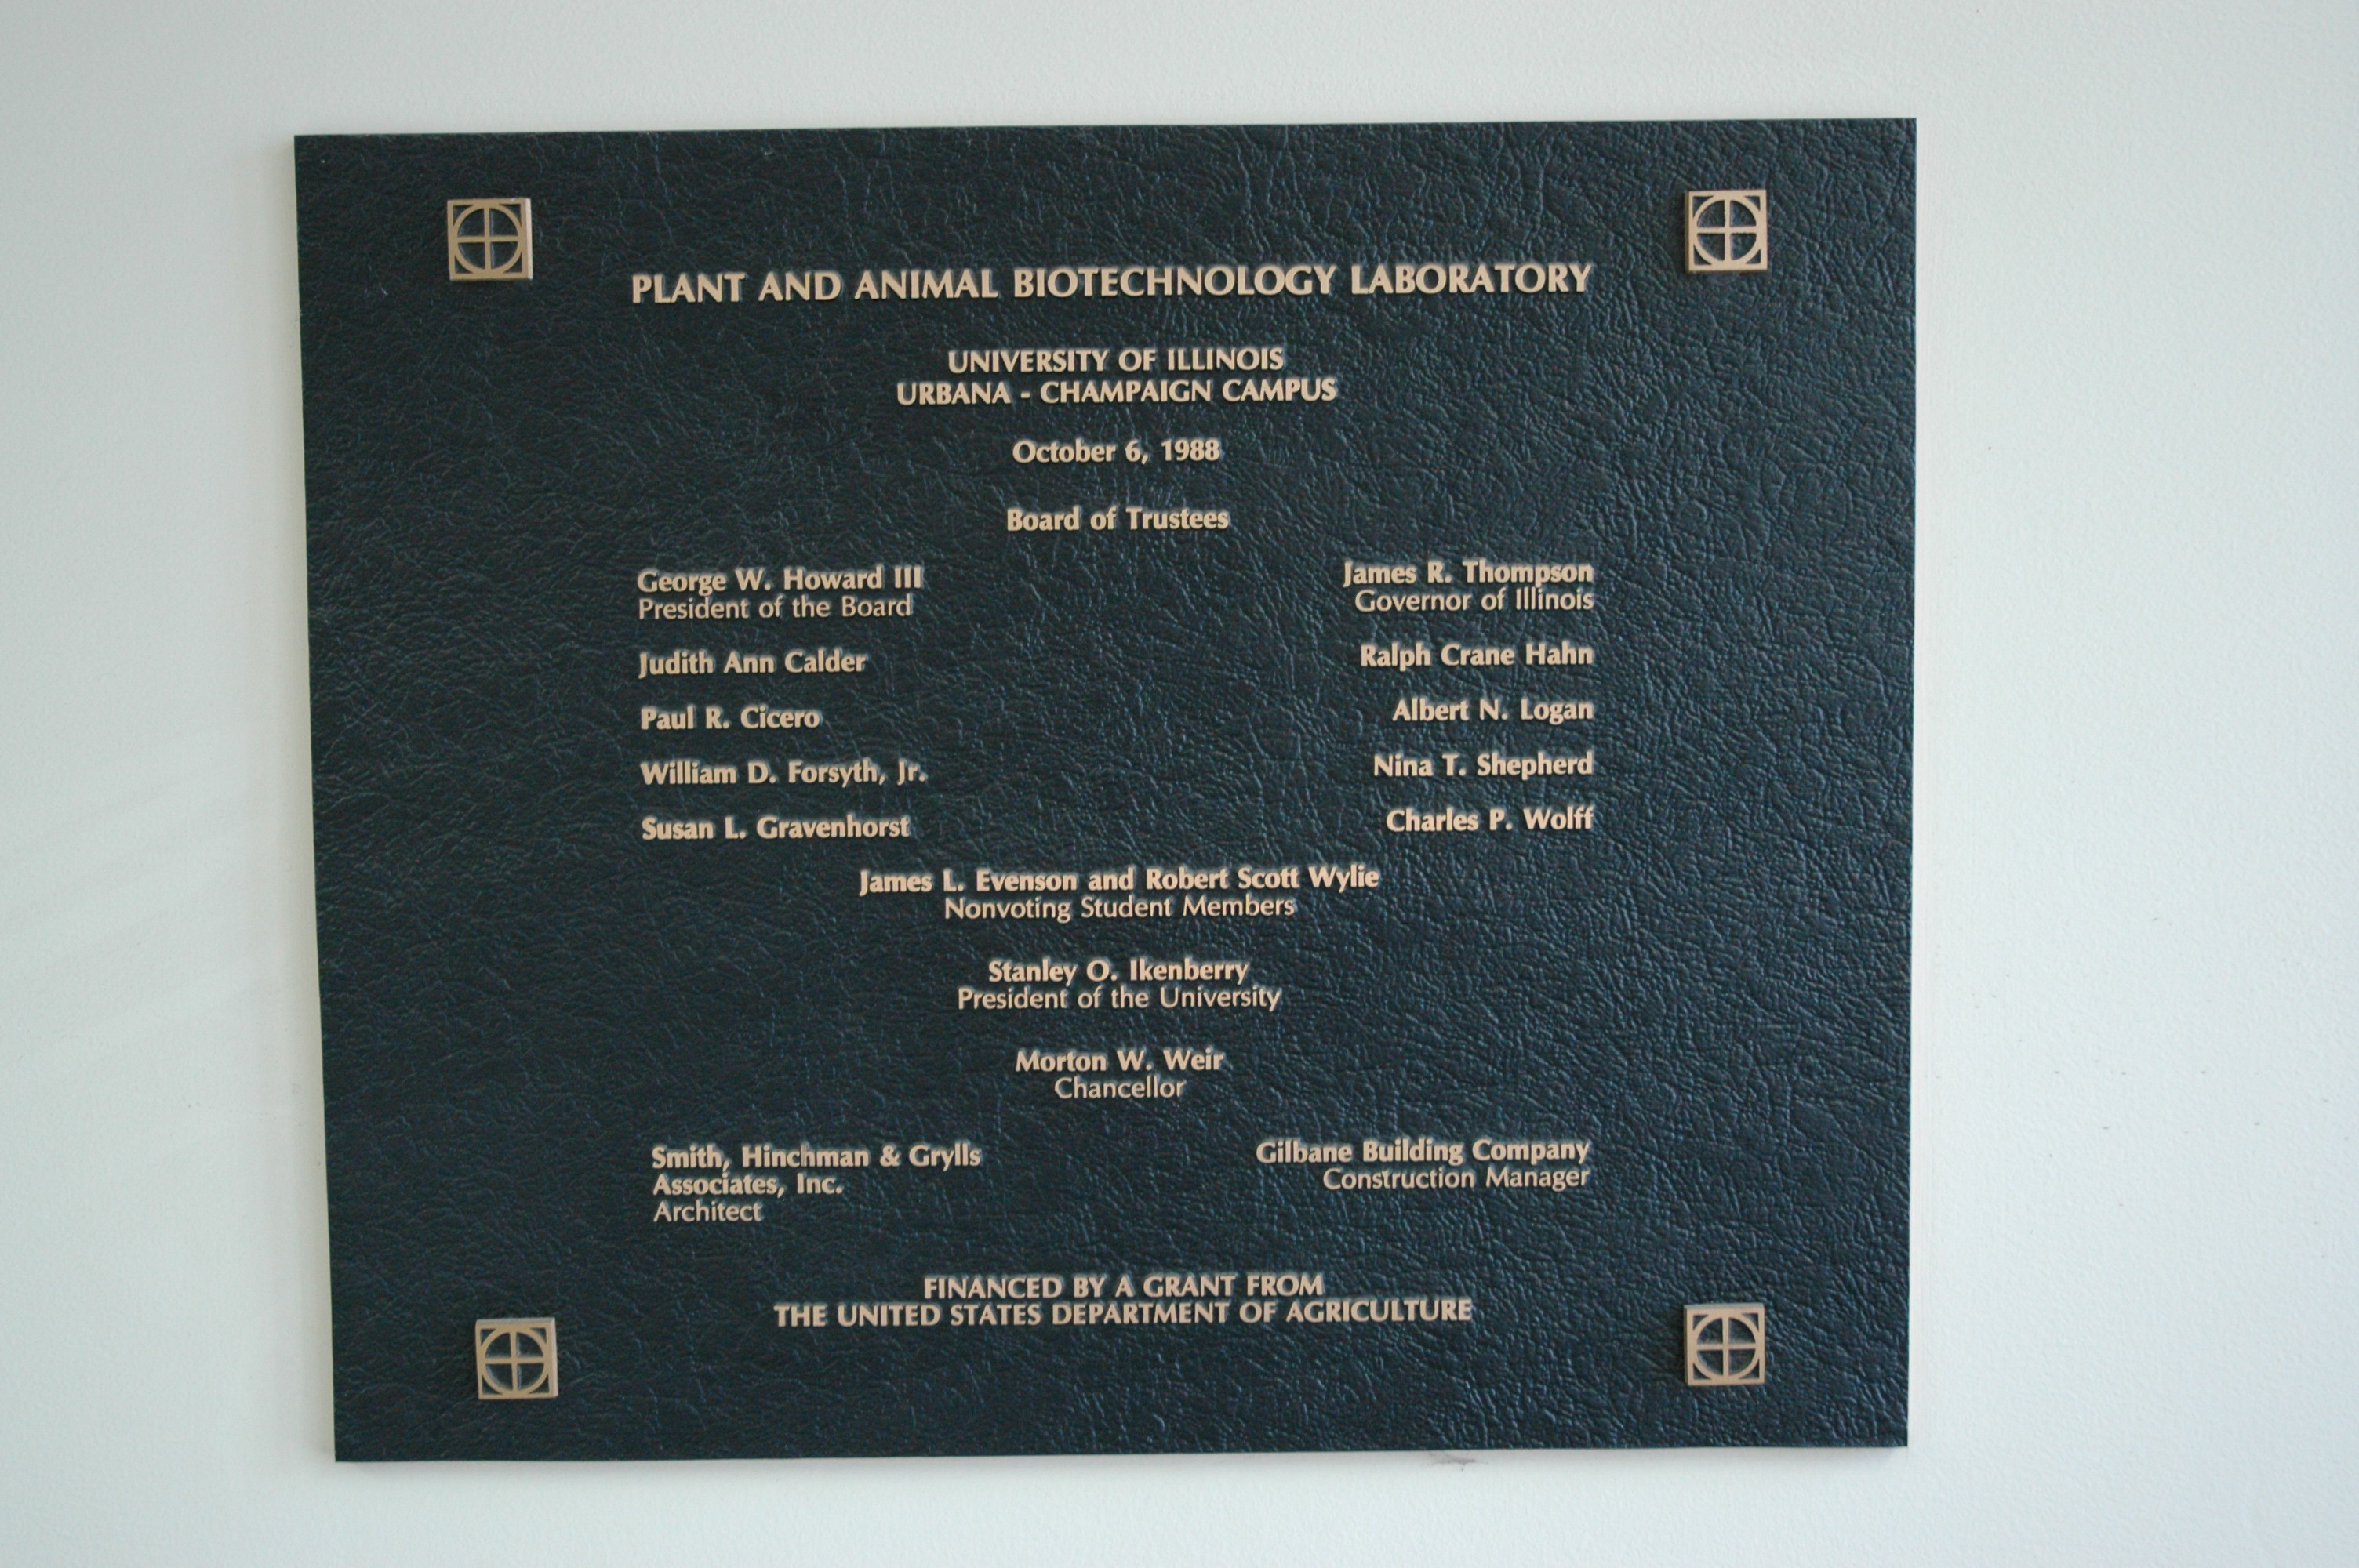 PLANT AND ANIMAL BIOTECHNOLOGY LABORATORY
UNIVERSITY OF ILLINOIS
URBANA - CHAMPAIGN CAMPUS
October 6, 1988
Board of Trustees
George W. Howard III
President of the Board
James R. Thompson
Governor of Illinois
Judith Ann Calder
Ralph Crane Hahn
Paul R. Cicero
Albert N. Logan
William D. Forsyth, Jr.
Nina T. Shepherd
Susan L. Gravenhorst
Charles P. Wolff
James L. Evenson and Robert Scott Wylie
Nonvoting Student Members
Stanley O. Ikenberry
President of the University
Morton W. Weir
Chancellor
Smith, Hinchman & Grylls
Associates, Inc.
Architect
Gilbane Building Company
Construction Manager
FINANCED BY A GRANT FROM
THE UNITED STATES DEPARTMENT OF AGRICULTURE